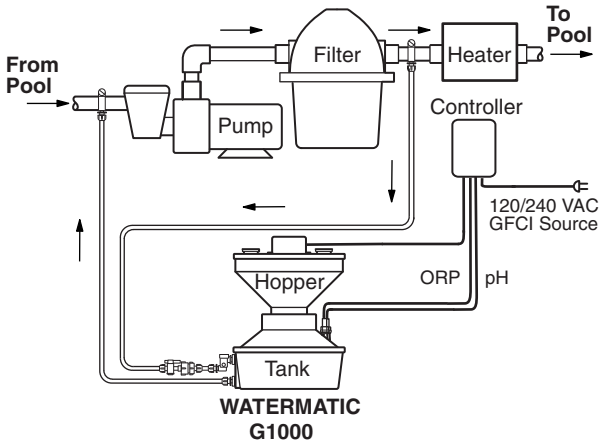 To
Pool
From
Pool
Filter
Heater
Pump
Controller
120/240 VAC
GFCI Source
Hopper
ORP
pH
Tank
WATERMATIC
G1000